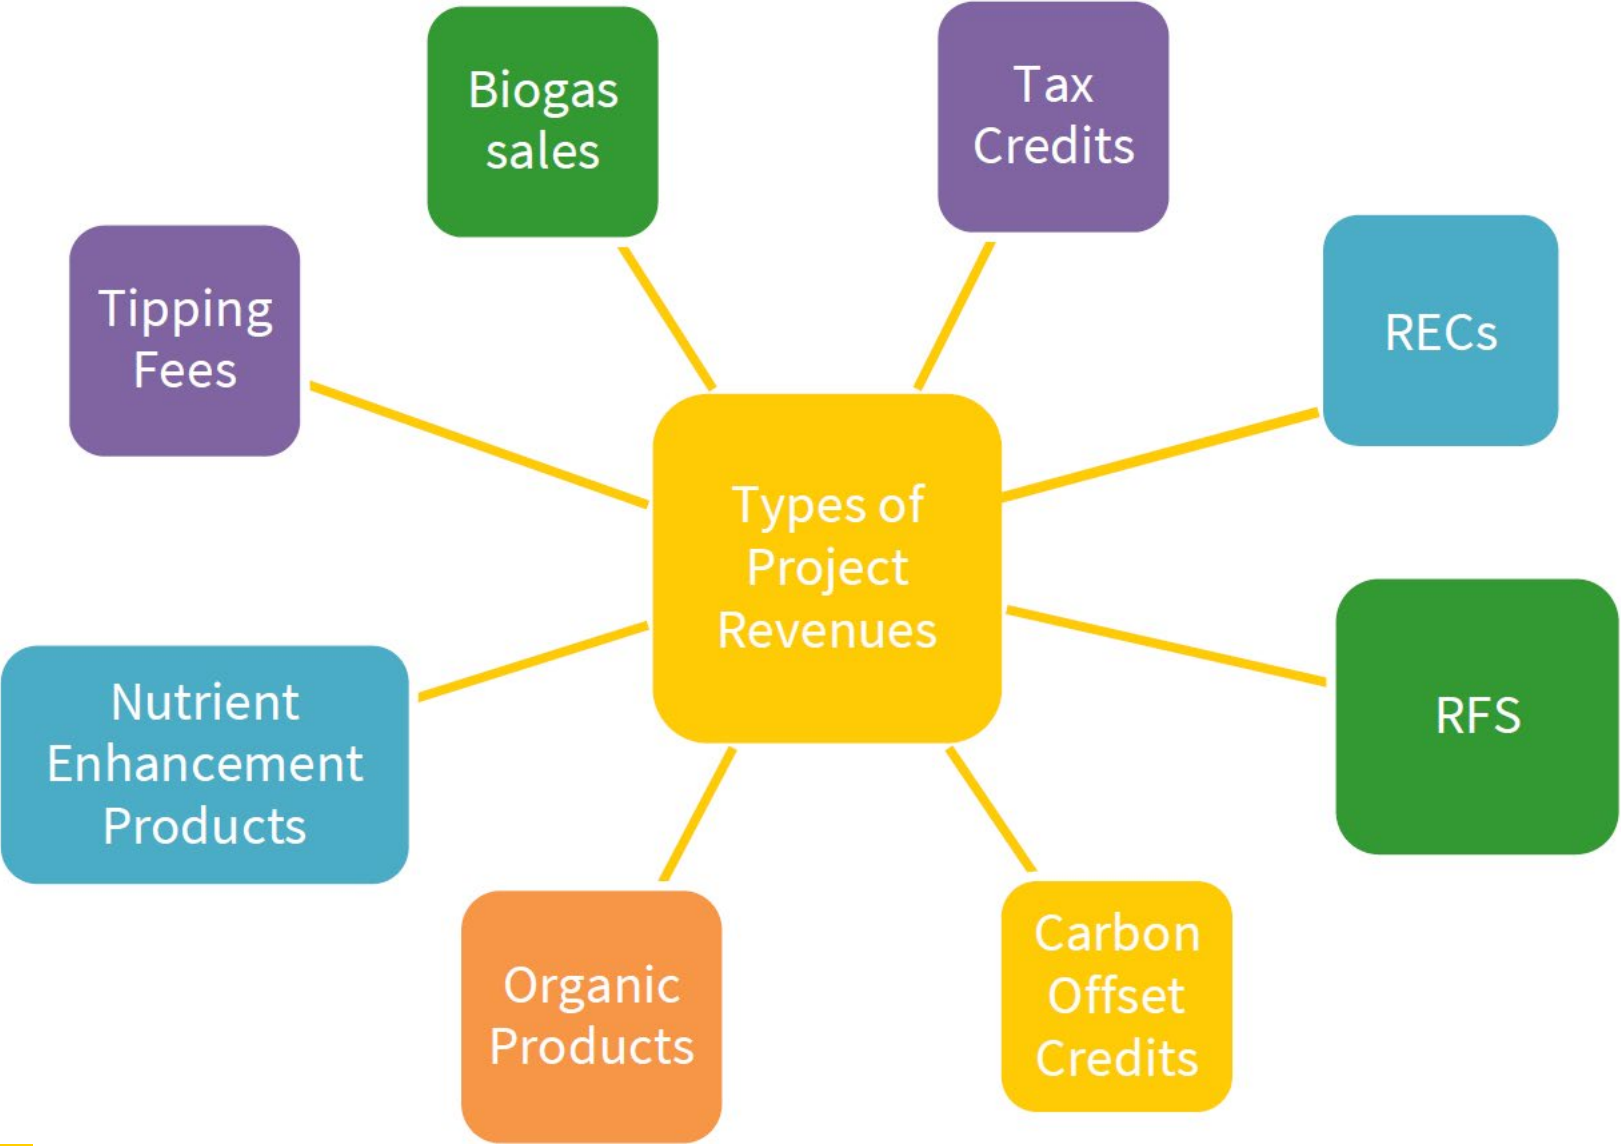 Biogas
sales
Tax
Credits
Tipping
Fees
RECs
Types of
Project
Revenues
Nutrient
Enhancement
Products
RFS
Organic
Products
Carbon
Offset
Credits